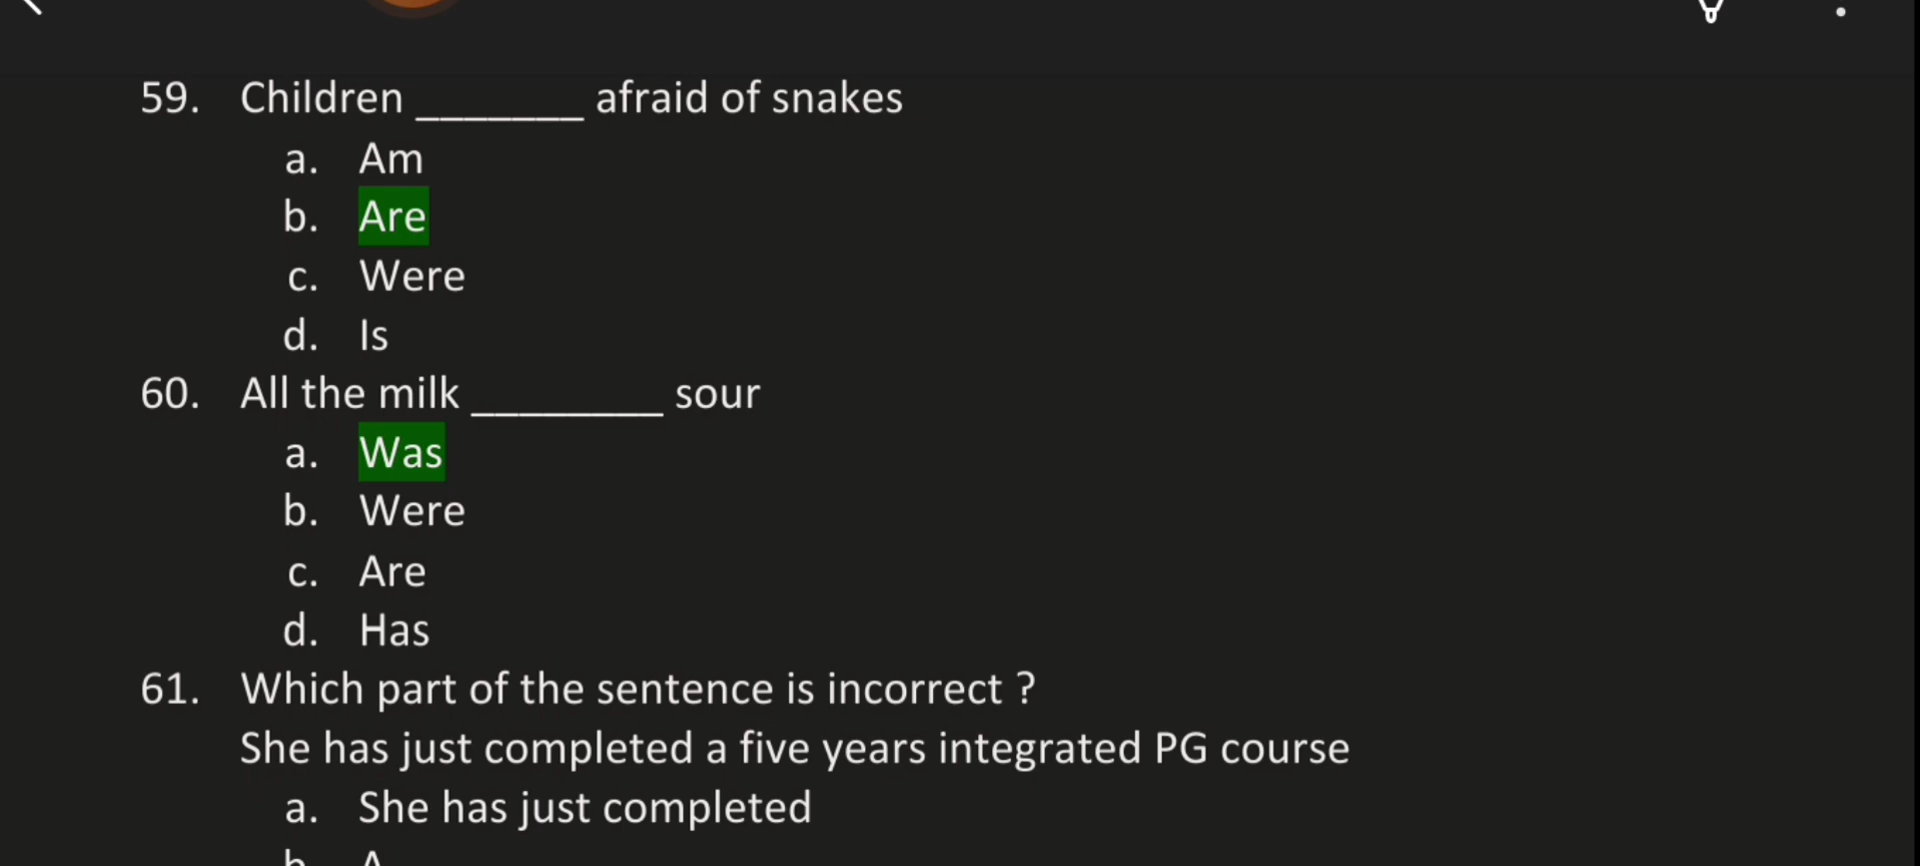 59. Children _______ afraid of snakes
a. Am
b. Are
c. Were
d. Is
60. All the milk ________ sour
a. Was
b. Were
c. Are
d. Has
61. Which part of the sentence is incorrect ?
She has just completed a five years integrated PG course
a. She has just completed